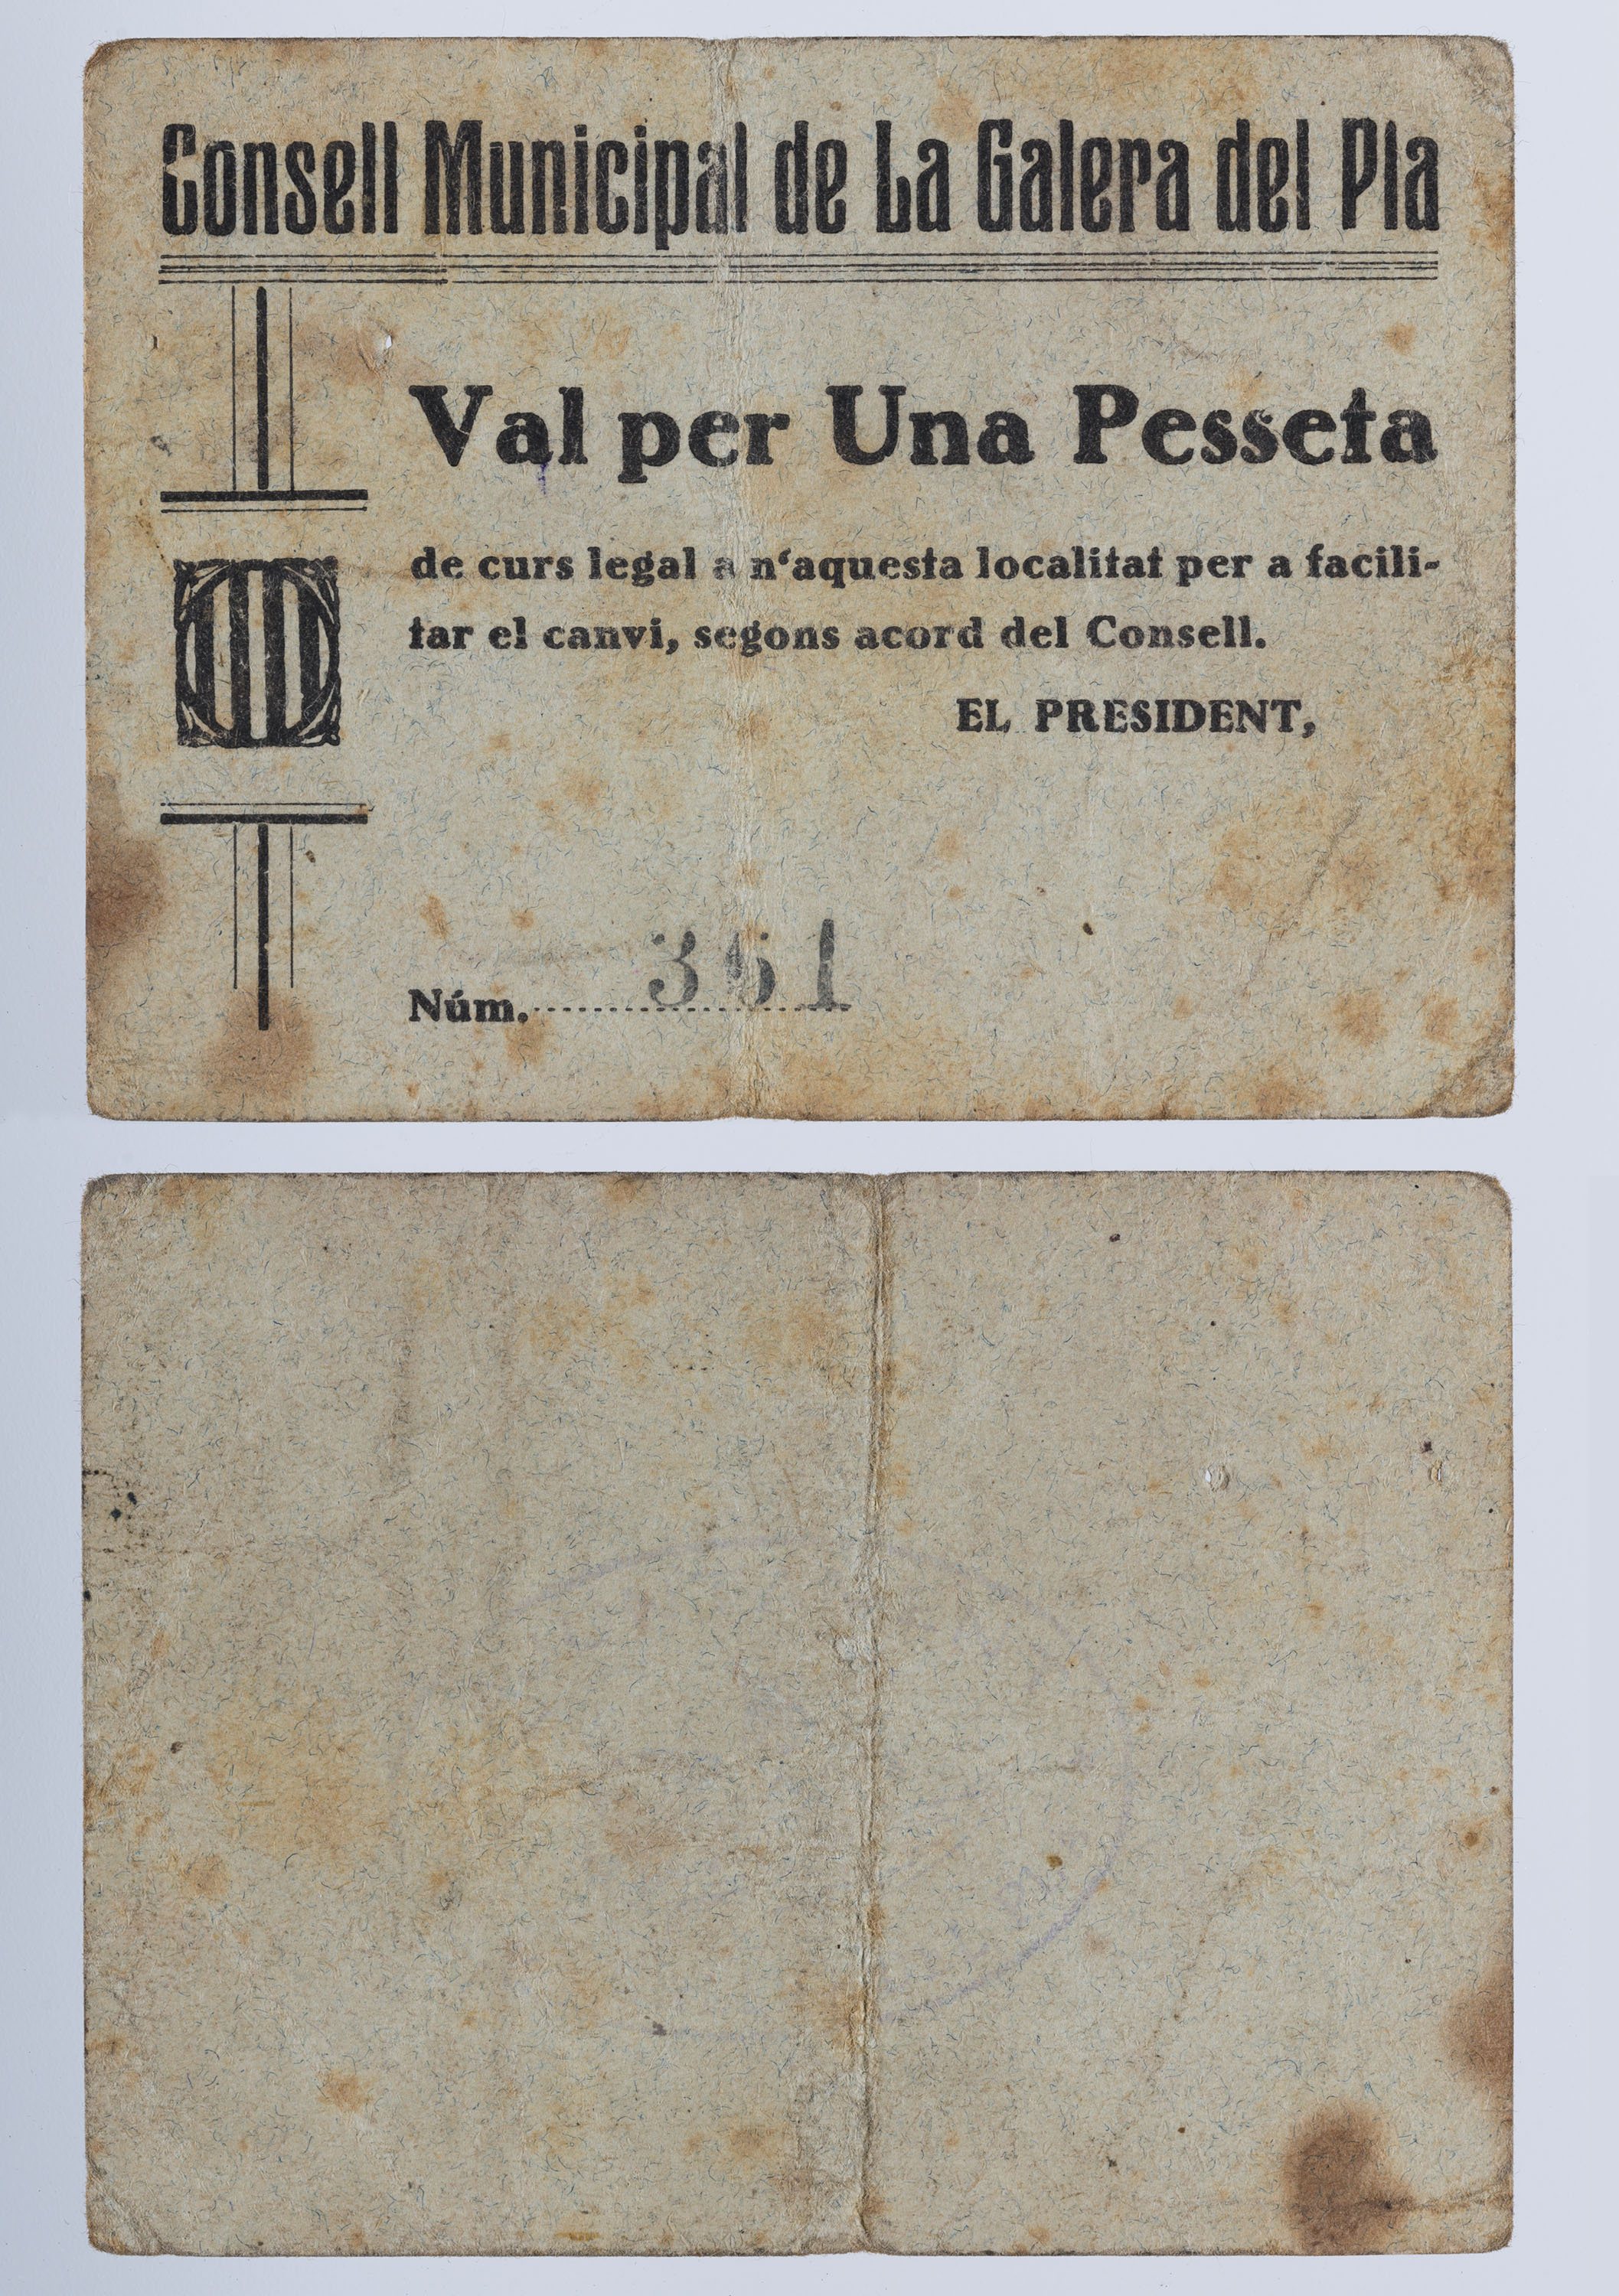 Consell Municipal de La Galera del Pla
Val per Una Pesseta
de curs legal a n‘aquesta localitat per a facili-
tar el canvi, segons acord del Consell.
EL PRESIDENT,
Núm. 351